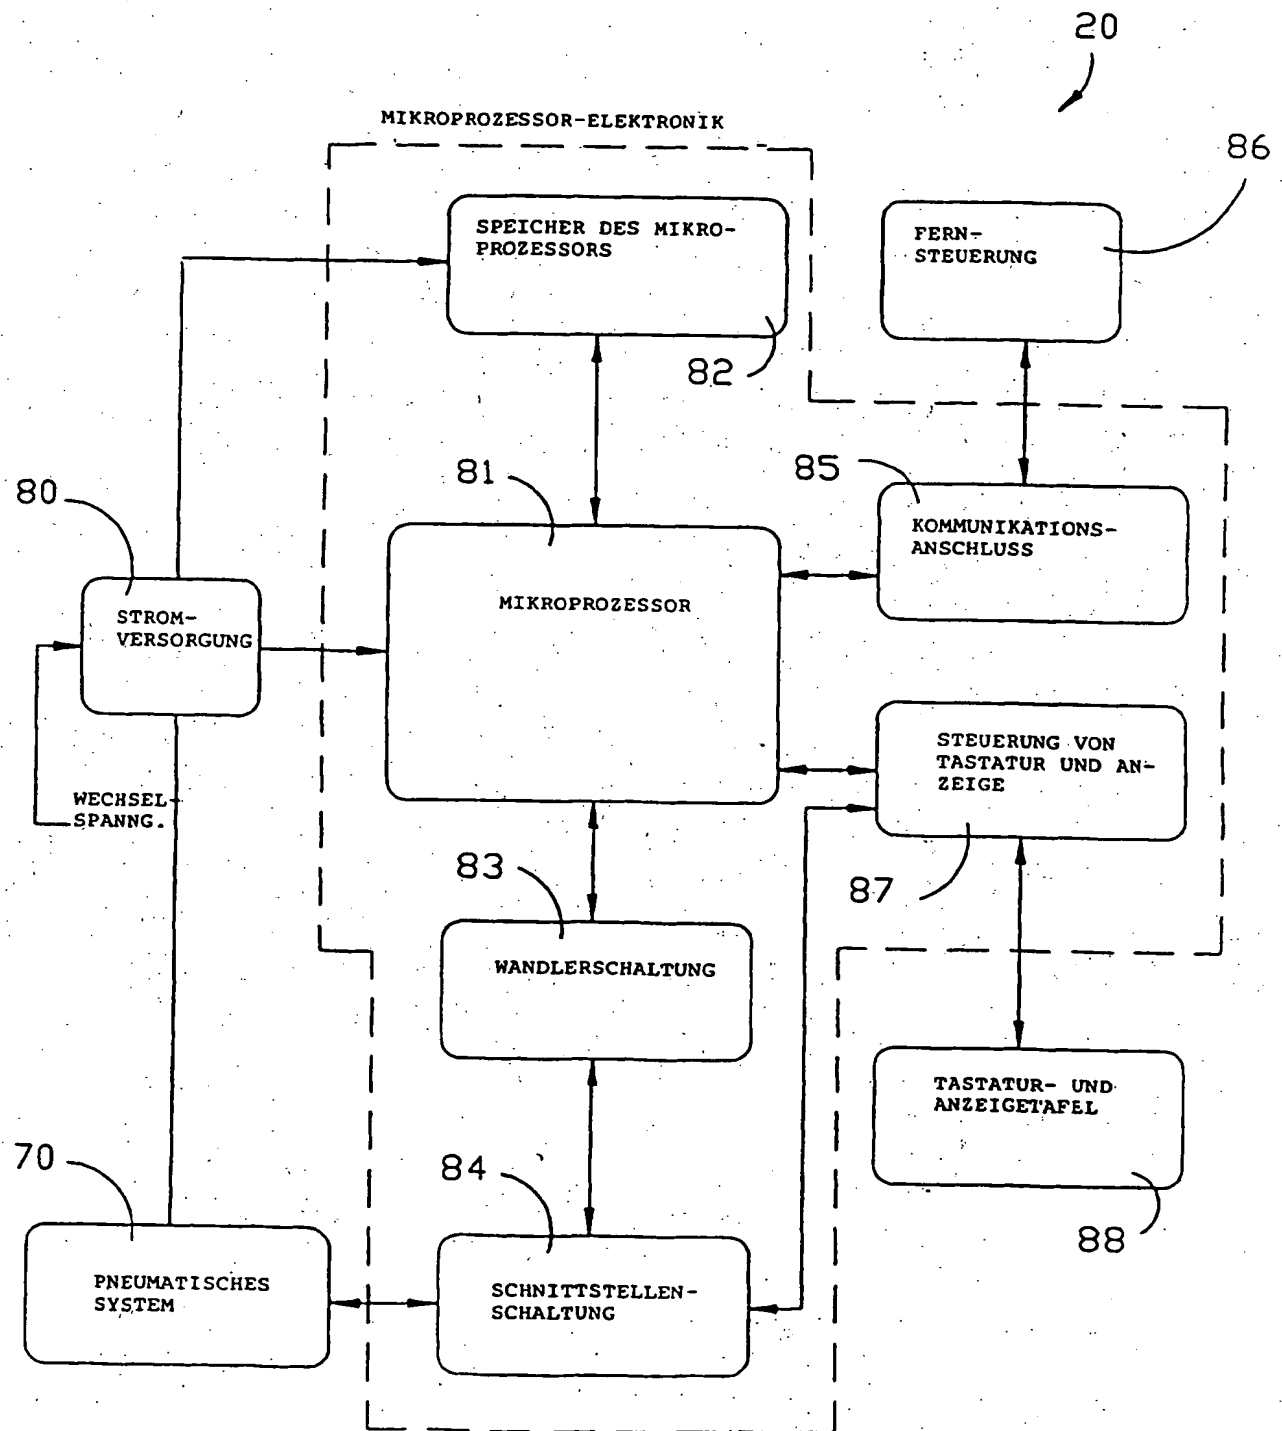 20
MIKROPROZESSOR-ELEKTRONIK
86
SPEICHER DES MIKRO-
PROZESSORS
FERN-
STEUERUNG
82
81
85
80
KOMMUNIKATIONS-
ANSCHLUSS
MIKROPROZESSOR
STROM-
VERSORGUNG
STEUERUNG VON
TASTATUR UND AN-
ZEIGE
WECHSEL-
SPANNG.
83
87
WANDLERSCHALTUNG
TASTATUR- UND
ANZEIGETAFEL
70
84
88
PNEUMATISCHES
SYSTEM
SCHNITTSTELLEN-
SCHALTUNG